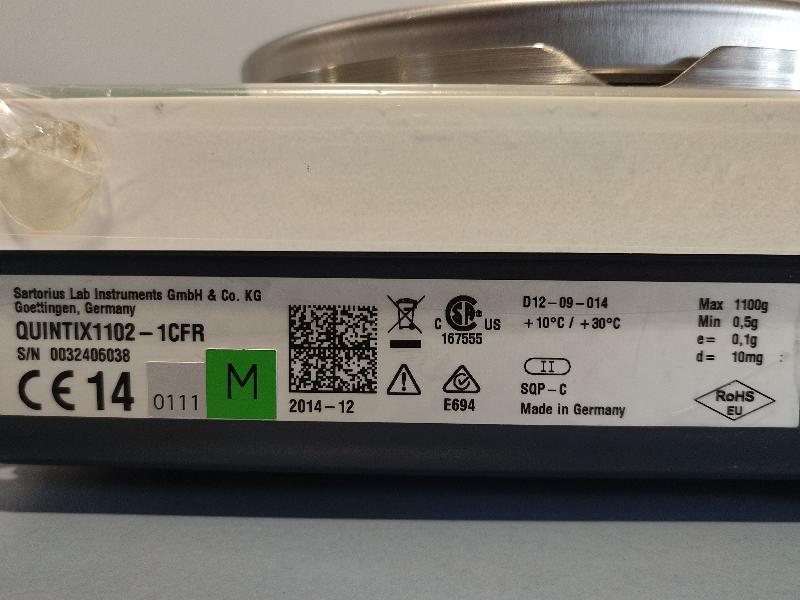 Sartorius Lab Instruments GmbH & Co. KG
Goettingen, Germany
QUINTIX1102-1CFR
S/N 0032406038
CE 14
0111
M
2014-12
C SA® US
167555
E694
D12-09-014
+10°C / +30°C
II
SQP-C
Made in Germany
Max 1100g
Min 0,5g
e= 0,1g
d= 10mg
RoHS
EU